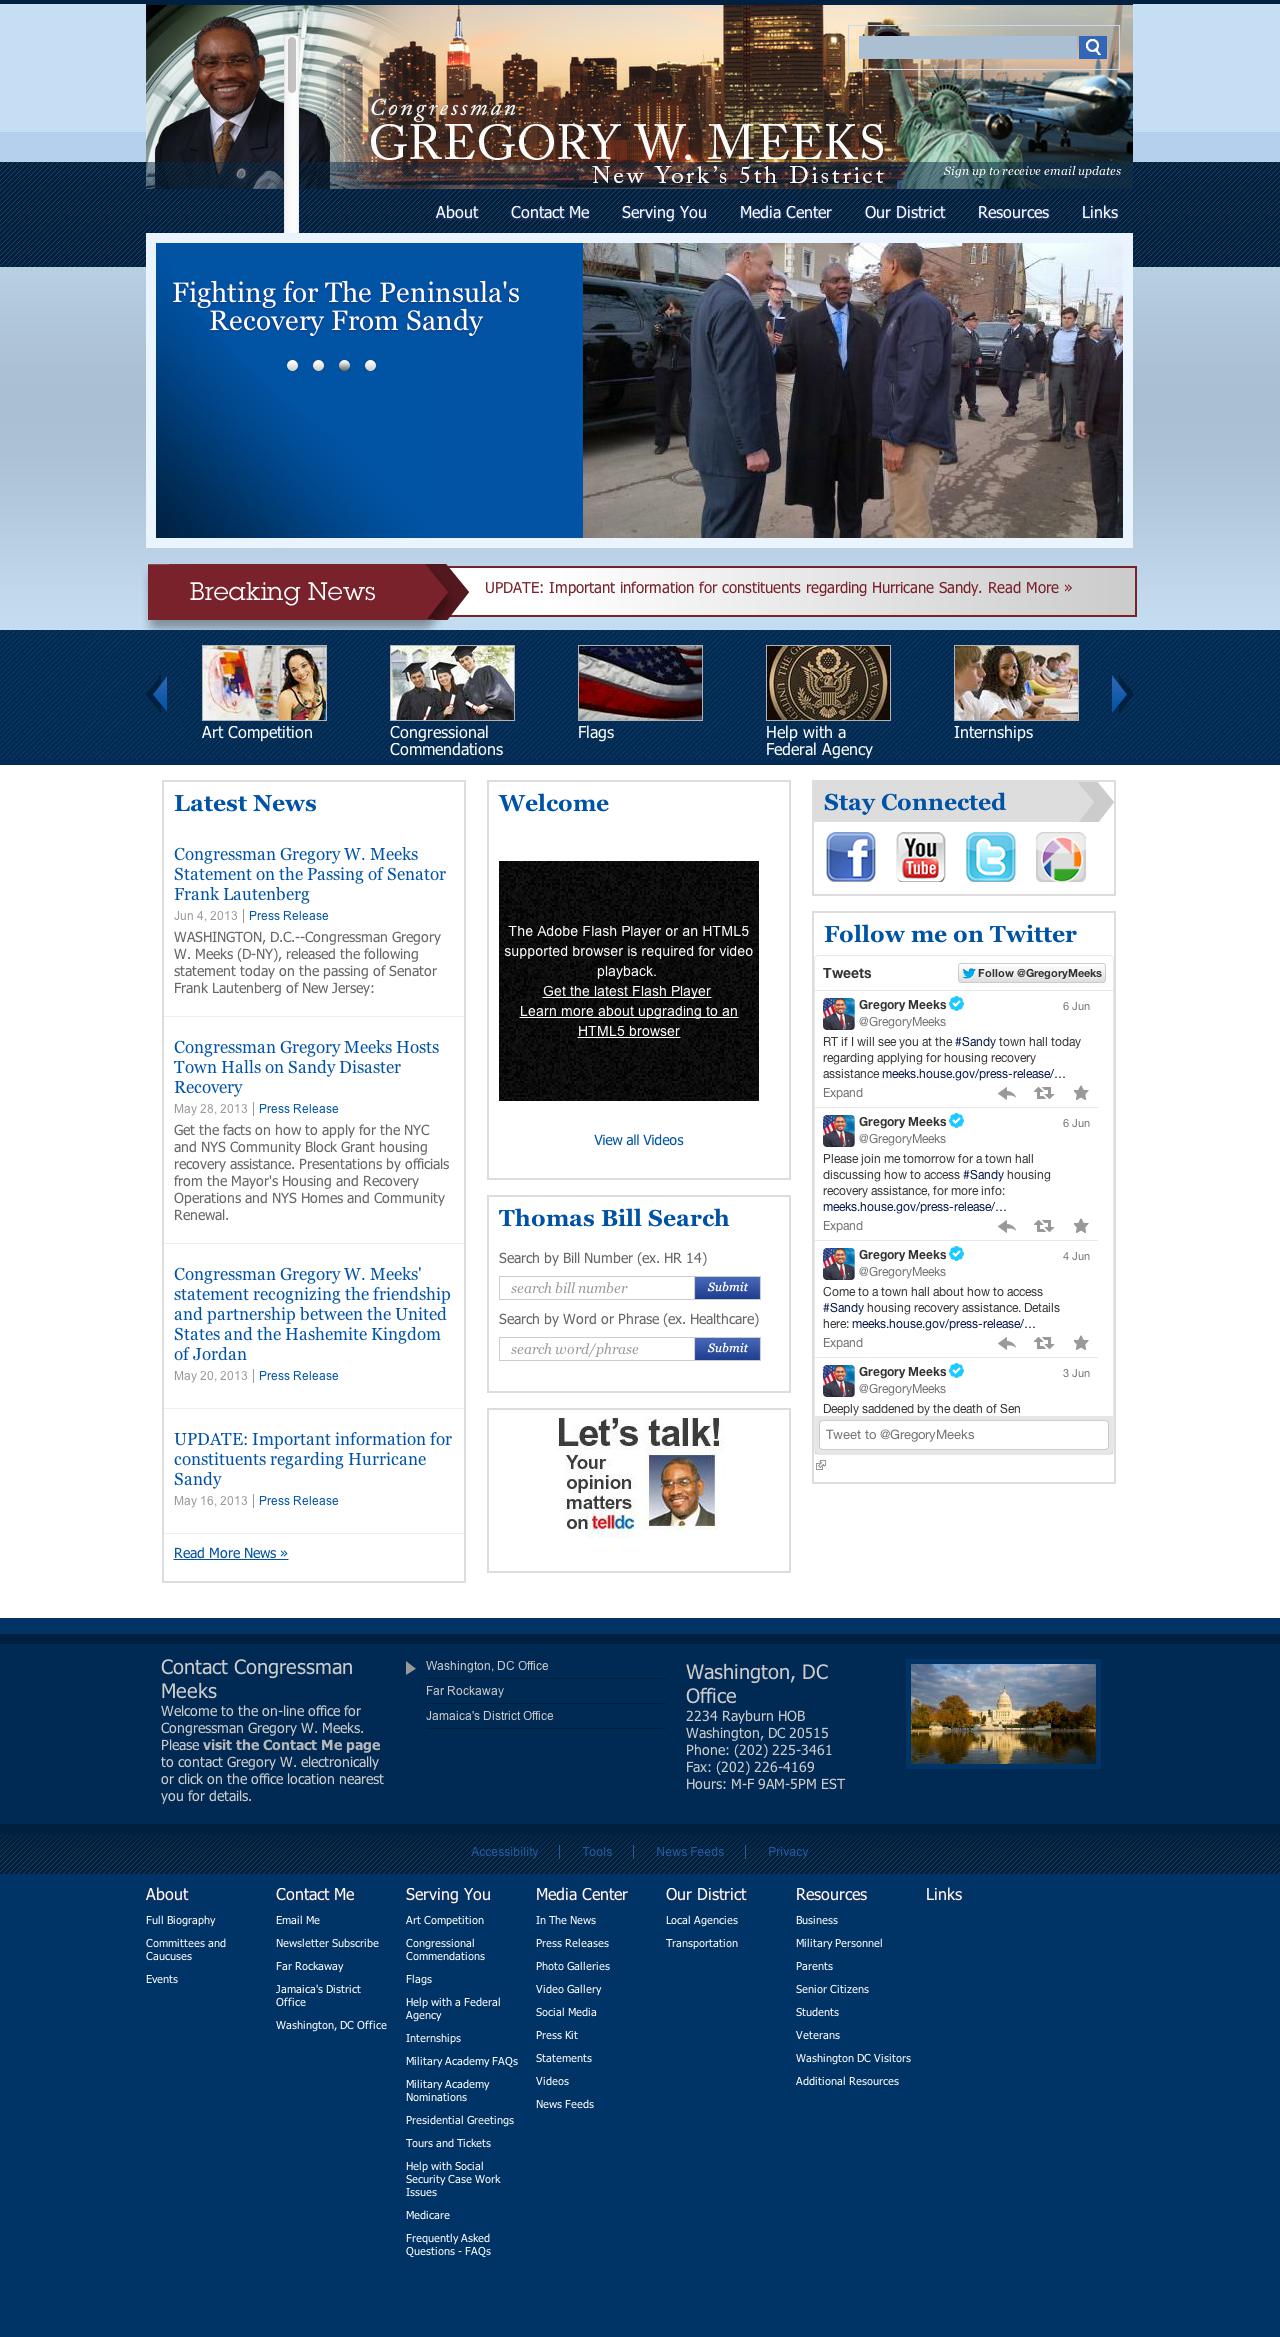 Congressman
GREGORY W. MEEKS
New York's 5th District
Sign up to receive email updates
About Contact Me Serving You Media Center Our District Resources Links
Fighting for The Peninsula's
Recovery From Sandy
Breaking News
UPDATE: Important information for constituents regarding Hurricane Sandy. Read More »
Art Competition
Congressional
Commendations
Flags
Help with a
Federal Agency
Internships
Latest News
Congressman Gregory W. Meeks
Statement on the Passing of Senator
Frank Lautenberg
Jun 4, 2013 | Press Release
WASHINGTON, D.C.--Congressman Gregory
W. Meeks (D-NY), released the following
statement today on the passing of Senator
Frank Lautenberg of New Jersey:
Congressman Gregory Meeks Hosts
Town Halls on Sandy Disaster
Recovery
May 28, 2013 | Press Release
Get the facts on how to apply for the NYC
and NYS Community Block Grant housing
recovery assistance. Presentations by officials
from the Mayor's Housing and Recovery
Operations and NYS Homes and Community
Renewal.
Congressman Gregory W. Meeks'
statement recognizing the friendship
and partnership between the United
States and the Hashemite Kingdom
of Jordan
May 20, 2013 | Press Release
UPDATE: Important information for
constituents regarding Hurricane
Sandy
May 16, 2013 | Press Release
Read More News »
Welcome
The Adobe Flash Player or an HTML5
supported browser is required for video
playback.
Get the latest Flash Player
Learn more about upgrading to an
HTML5 browser
View all Videos
Thomas Bill Search
Search by Bill Number (ex. HR 14)
search bill number Submit
Search by Word or Phrase (ex. Healthcare)
search word/phrase Submit
Let's talk!
Your
opinion
matters
on telldc
Stay Connected
You
Tube
Follow me on Twitter
Tweets Follow @GregoryMeeks
Gregory Meeks 6 Jun
@GregoryMeeks
RT if I will see you at the #Sandy town hall today
regarding applying for housing recovery
assistance meeks.house.gov/press-release/…
Expand
Gregory Meeks 6 Jun
@GregoryMeeks
Please join me tomorrow for a town hall
discussing how to access #Sandy housing
recovery assistance, for more info:
meeks.house.gov/press-release/…
Expand
Gregory Meeks 4 Jun
@GregoryMeeks
Come to a town hall about how to access
#Sandy housing recovery assistance. Details
here: meeks.house.gov/press-release/…
Expand
Gregory Meeks 3 Jun
@GregoryMeeks
Deeply saddened by the death of Sen
Tweet to @GregoryMeeks
Contact Congressman
Meeks
Welcome to the on-line office for
Congressman Gregory W. Meeks.
Please visit the Contact Me page
to contact Gregory W. electronically
or click on the office location nearest
you for details.
Washington, DC Office
Far Rockaway
Jamaica's District Office
Washington, DC
Office
2234 Rayburn HOB
Washington, DC 20515
Phone: (202) 225-3461
Fax: (202) 226-4169
Hours: M-F 9AM-5PM EST
Accessibility | Tools | News Feeds | Privacy
About
Full Biography
Committees and
Caucuses
Events
Contact Me
Email Me
Newsletter Subscribe
Far Rockaway
Jamaica's District
Office
Washington, DC Office
Serving You
Art Competition
Congressional
Commendations
Flags
Help with a Federal
Agency
Internships
Military Academy FAQs
Military Academy
Nominations
Presidential Greetings
Tours and Tickets
Help with Social
Security Case Work
Issues
Medicare
Frequently Asked
Questions - FAQs
Media Center
In The News
Press Releases
Photo Galleries
Video Gallery
Social Media
Press Kit
Statements
Videos
News Feeds
Our District
Local Agencies
Transportation
Resources
Business
Military Personnel
Parents
Senior Citizens
Students
Veterans
Washington DC Visitors
Additional Resources
Links